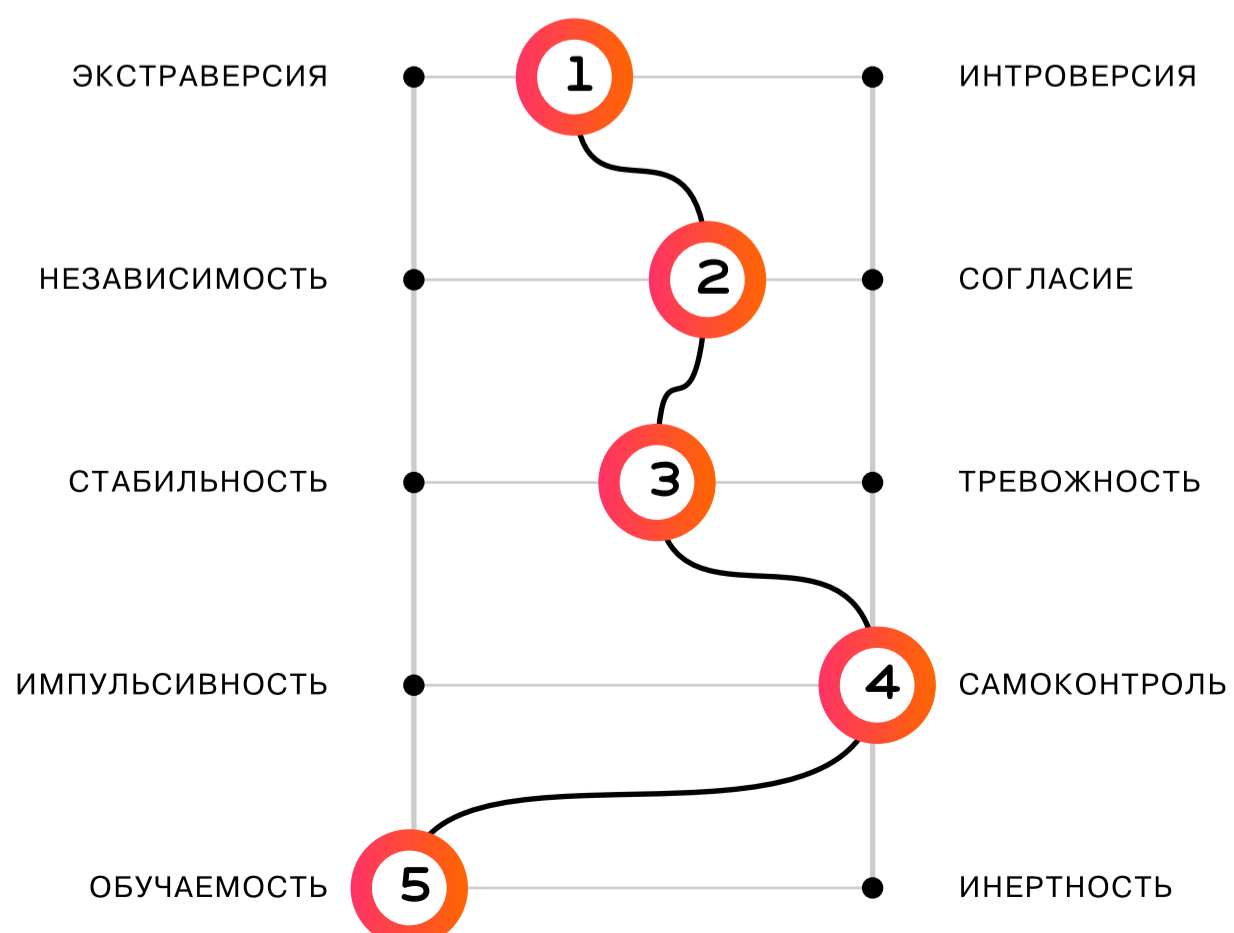 ЭКСТРАВЕРСИЯ 1 ИНТРОВЕРСИЯ
НЕЗАВИСИМОСТЬ 2 СОГЛАСИЕ
СТАБИЛЬНОСТЬ 3 ТРЕВОЖНОСТЬ
ИМПУЛЬСИВНОСТЬ 4 САМОКОНТРОЛЬ
ОБУЧАЕМОСТЬ 5 ИНЕРТНОСТЬ